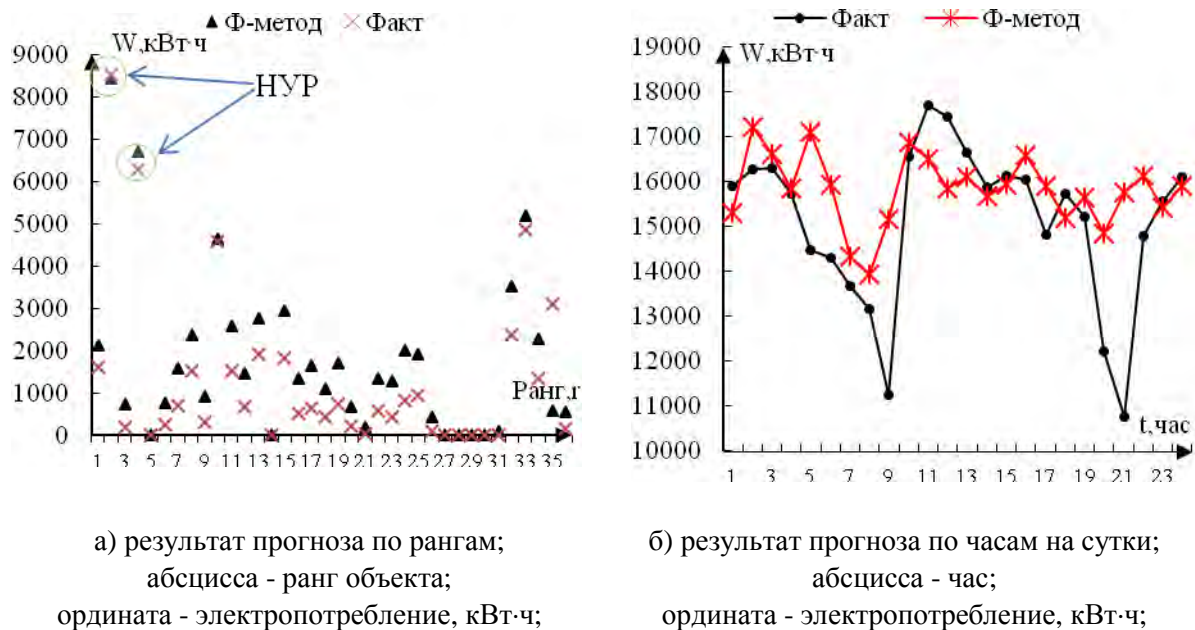 Ф-метод Факт
W,кВт·ч
9000
8000
7000
6000
5000
4000
3000
2000
1000
0
НУР
Ранг,r
1 3 5 7 9 11 13 15 17 19 21 23 25 27 29 31 33 35
Факт Ф-метод
W,кВт·ч
19000
18000
17000
16000
15000
14000
13000
12000
11000
10000
t,час
1 3 5 7 9 11 13 15 17 19 21 23
а) результат прогноза по рангам;
абсцисса - ранг объекта;
ордината - электропотребление, кВт·ч;
б) результат прогноза по часам на сутки;
абсцисса - час;
ордината - электропотребление, кВт·ч;